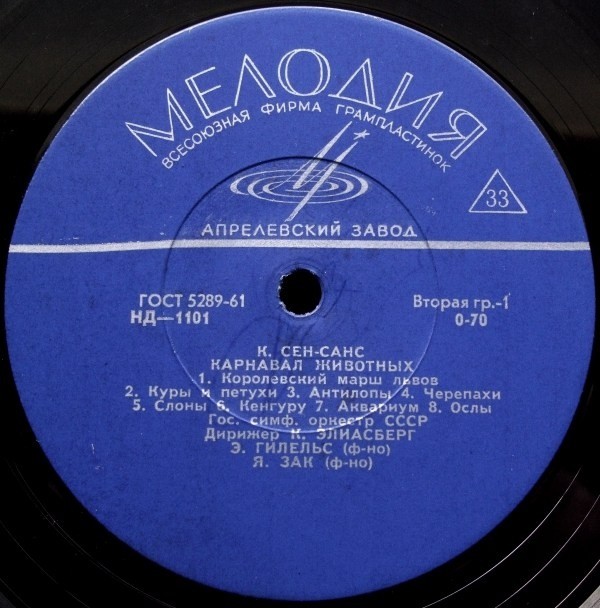 МЕЛОДИЯ
ВСЕСОЮЗНАЯ ФИРМА ГРАМПЛАСТИНОК
33
АПРЕЛЕВСКИЙ ЗАВОД
ГОСТ 5289-61
НД—1101
Вторая гр.-1
0-70
К. СЕН-САНС
КАРНАВАЛ ЖИВОТНЫХ
1. Королевский марш львов
2. Куры и петухи 3. Антилопы 4. Черепахи
5. Слоны 6. Кенгуру 7. Аквариум 8. Ослы
Гос. симф. оркестр СССР
Дирижер К. ЭЛИАСБЕРГ
Э. ГИЛЕЛЬС (ф-но)
Я. ЗАК (ф-но)